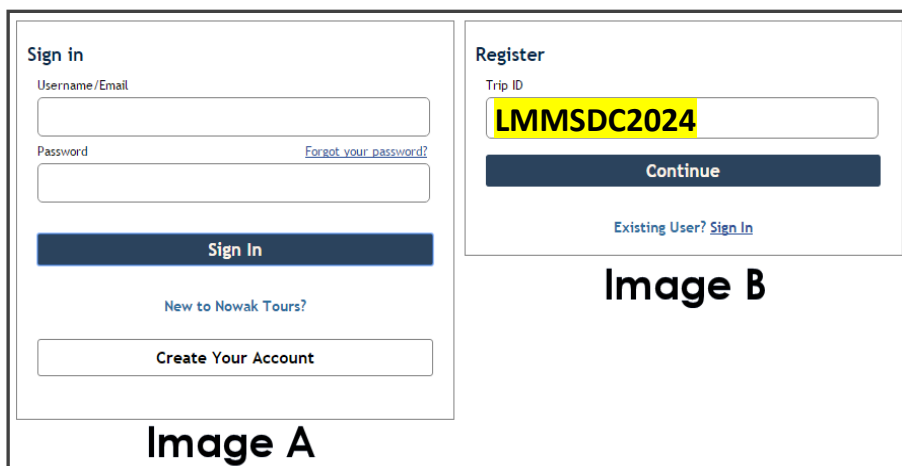 Sign in
Username/Email
Password Forgot your password?
Sign In
New to Nowak Tours?
Create Your Account
Image A
Register
Trip ID
LMMSDC2024
Continue
Existing User? Sign In
Image B